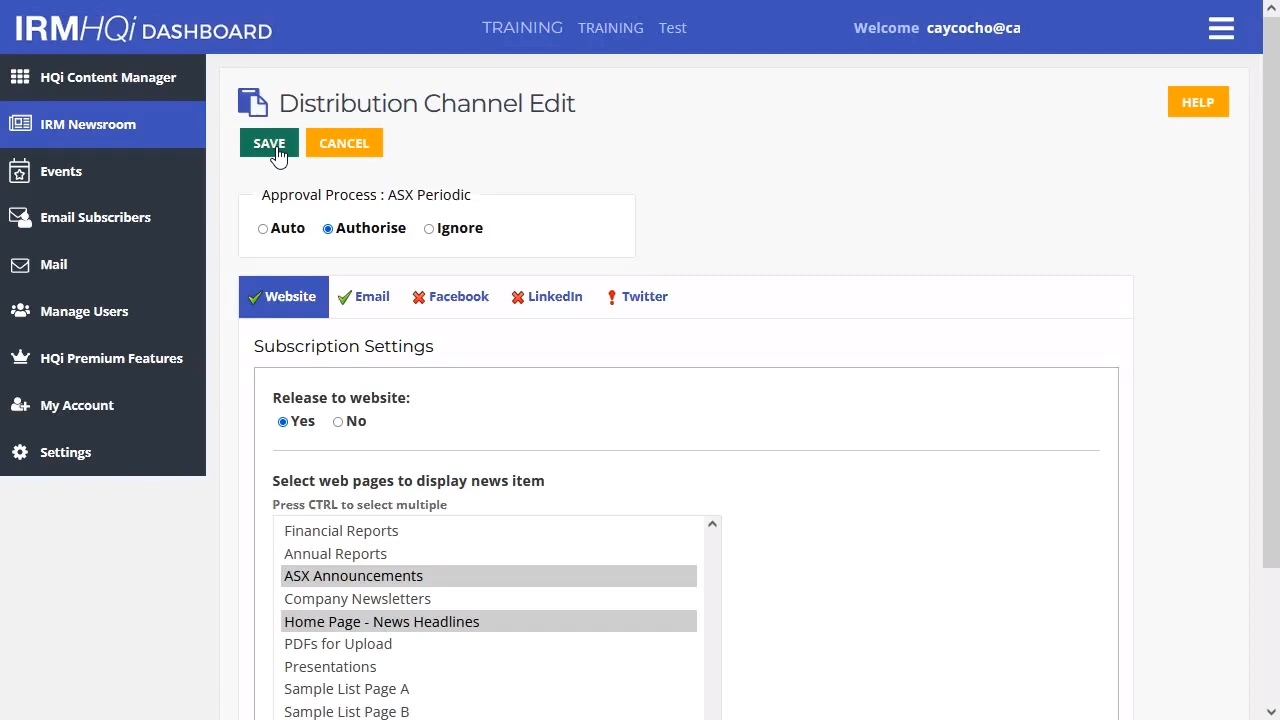 IRMHQi DASHBOARD
TRAINING TRAINING Test
Welcome caycocho@ca
HQi Content Manager
IRM Newsroom
Events
Email Subscribers
Mail
Manage Users
HQi Premium Features
My Account
Settings
Distribution Channel Edit
HELP
SAVE CANCEL
Approval Process : ASX Periodic
Auto Authorise Ignore
Website Email Facebook LinkedIn Twitter
Subscription Settings
Release to website:
Yes No
Select web pages to display news item
Press CTRL to select multiple
Financial Reports
Annual Reports
ASX Announcements
Company Newsletters
Home Page - News Headlines
PDFs for Upload
Presentations
Sample List Page A
Sample List Page B